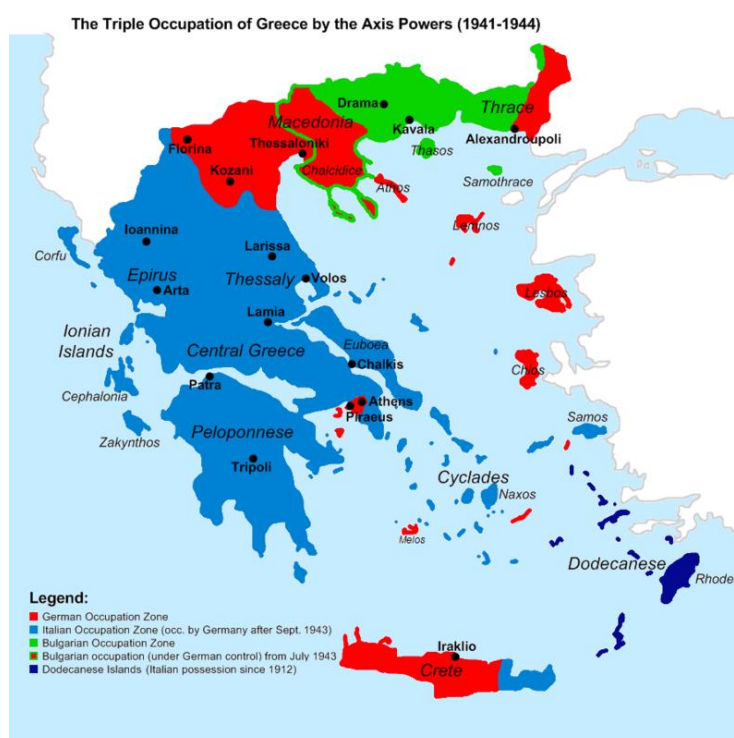 The Triple Occupation of Greece by the Axis Powers (1941-1944)
Drama
Thrace
Macedonia
Kavala
Alexandroupoli
Florina
Thessaloniki
Thasos
Chalcidice
Kozani
Samothrace
Athos
Lemnos
Ioannina
Corfu
Larissa
Epirus
Thessaly
Volos
Arta
Lesbos
Lamia
Ionian
Islands
Central Greece
Euboea
Chalkis
Chios
Patra
Cephalonia
Athens
Piraeus
Samos
Zakynthos
Peloponnese
Tripoli
Cyclades
Naxos
Melos
Dodecanese
Rhode
Legend:
German Occupation Zone
Italian Occupation Zone (occ. by Germany after Sept. 1943)
Bulgarian Occupation Zone
Bulgarian occupation (under German control) from July 1943
Dodecanese Islands (Italian possession since 1912)
Iraklio
Crete